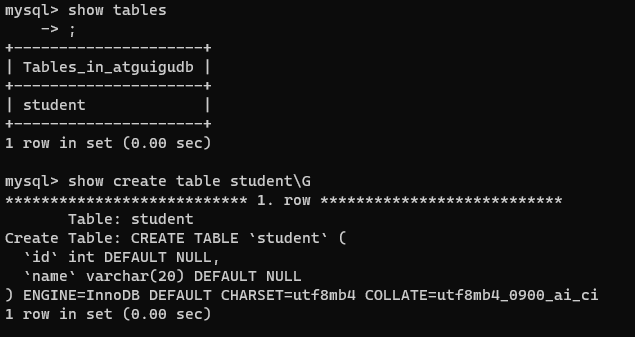 mysql> show tables
    -> ;
+---------------------+
| Tables_in_atguigudb |
+---------------------+
| student             |
+---------------------+
1 row in set (0.00 sec)

mysql> show create table student\G
*************************** 1. row ***************************
       Table: student
Create Table: CREATE TABLE `student` (
  `id` int DEFAULT NULL,
  `name` varchar(20) DEFAULT NULL
) ENGINE=InnoDB DEFAULT CHARSET=utf8mb4 COLLATE=utf8mb4_0900_ai_ci
1 row in set (0.00 sec)